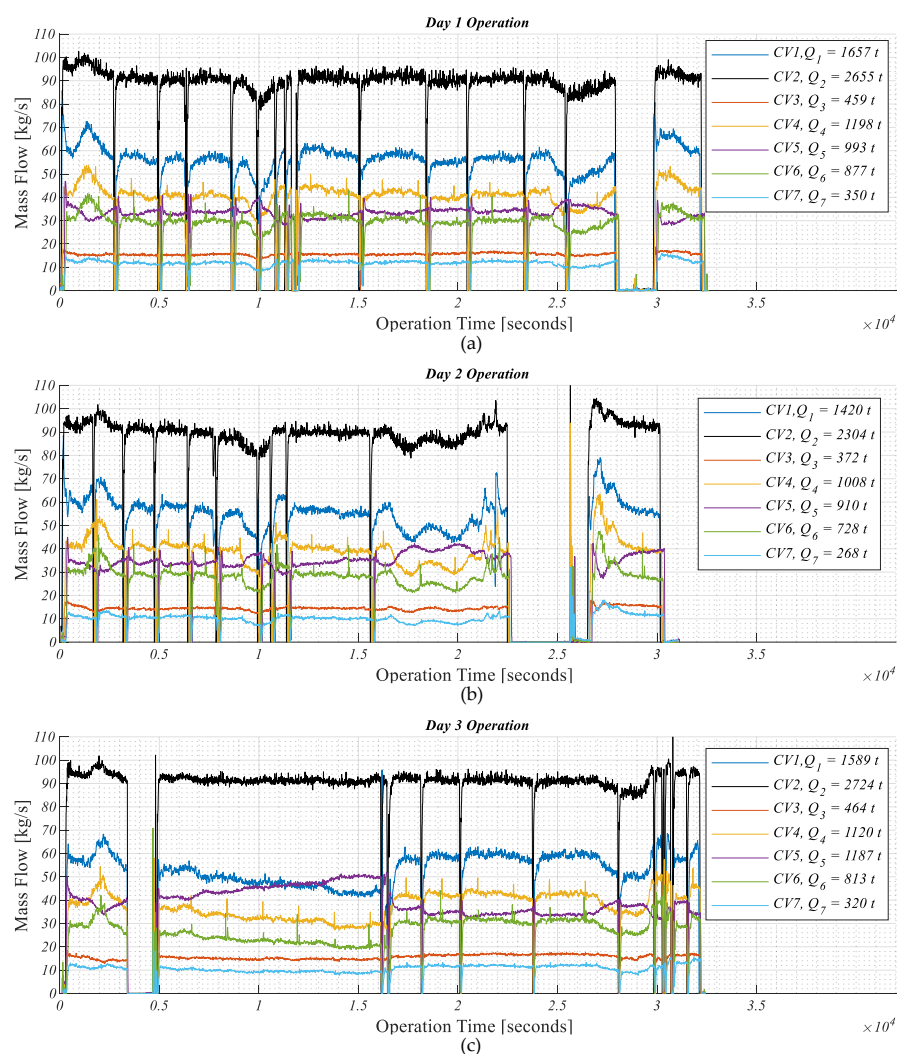 Day 1 Operation
110
100
90
80
70
60
50
40
30
20
10
0
Mass Flow [kg/s]
CV1,Q1 = 1657 t
CV2, Q2 = 2655 t
CV3, Q3 = 459 t
CV4, Q4 = 1198 t
CV5, Q5 = 993 t
CV6, Q6 = 877 t
CV7, Q7 = 350 t
0 0.5 1 1.5 2 2.5 3 3.5
Operation Time [seconds]
×10^4
(a)
Day 2 Operation
110
100
90
80
70
60
50
40
30
20
10
0
Mass Flow [kg/s]
CV1,Q1 = 1420 t
CV2, Q2 = 2304 t
CV3, Q3 = 372 t
CV4, Q4 = 1008 t
CV5, Q5 = 910 t
CV6, Q6 = 728 t
CV7, Q7 = 268 t
0 0.5 1 1.5 2 2.5 3 3.5
Operation Time [seconds]
×10^4
(b)
Day 3 Operation
110
100
90
80
70
60
50
40
30
20
10
0
Mass Flow [kg/s]
CV1,Q1 = 1589 t
CV2, Q2 = 2724 t
CV3, Q3 = 464 t
CV4, Q4 = 1120 t
CV5, Q5 = 1187 t
CV6, Q6 = 813 t
CV7, Q7 = 320 t
0 0.5 1 1.5 2 2.5 3 3.5
Operation Time [seconds]
×10^4
(c)